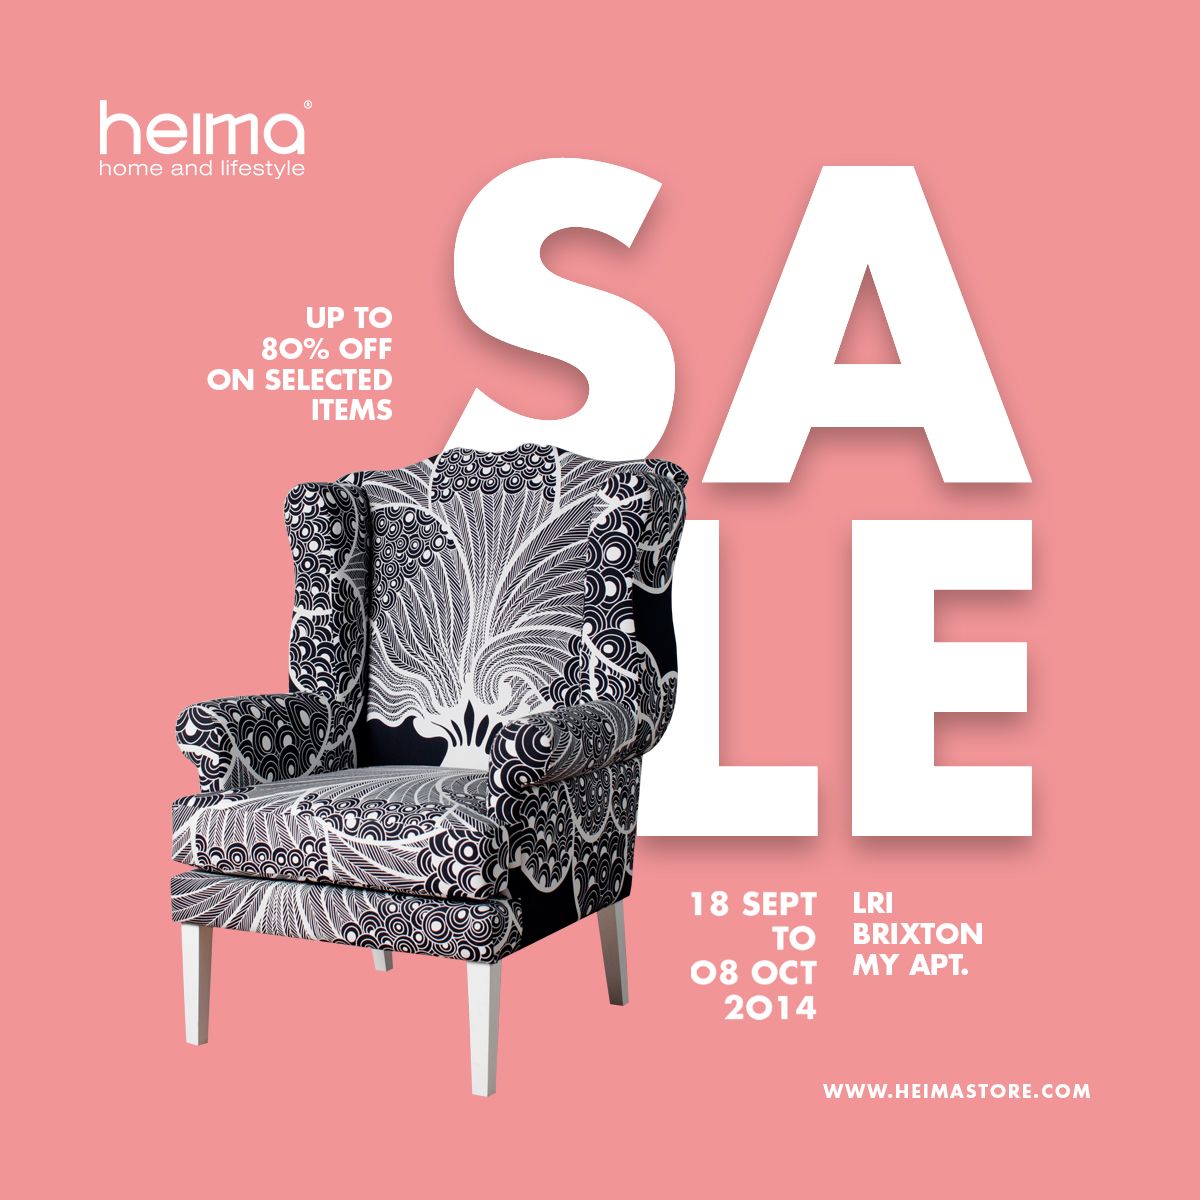 heima®
home and lifestyle
SA
LE
UP TO
80% OFF
ON SELECTED
ITEMS
18 SEPT
TO
08 OCT
2014
LRI
BRIXTON
MY APT.
WWW.HEIMASTORE.COM